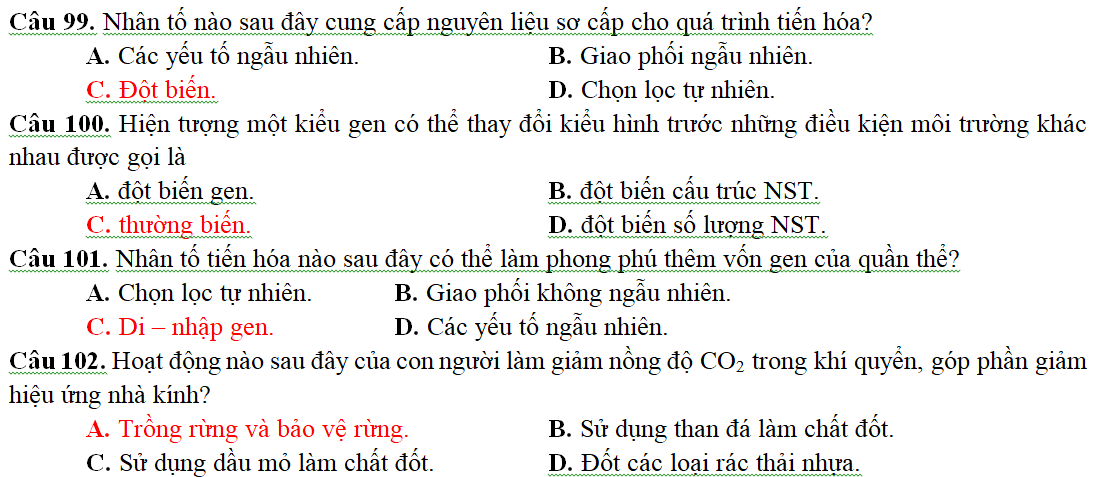 Câu 99. Nhân tố nào sau đây cung cấp nguyên liệu sơ cấp cho quá trình tiến hóa?
A. Các yếu tố ngẫu nhiên. B. Giao phối ngẫu nhiên.
C. Đột biến. D. Chọn lọc tự nhiên.
Câu 100. Hiện tượng một kiểu gen có thể thay đổi kiểu hình trước những điều kiện môi trường khác
nhau được gọi là
A. đột biến gen. B. đột biến cấu trúc NST.
C. thường biến. D. đột biến số lượng NST.
Câu 101. Nhân tố tiến hóa nào sau đây có thể làm phong phú thêm vốn gen của quần thể?
A. Chọn lọc tự nhiên. B. Giao phối không ngẫu nhiên.
C. Di – nhập gen. D. Các yếu tố ngẫu nhiên.
Câu 102. Hoạt động nào sau đây của con người làm giảm nồng độ CO₂ trong khí quyển, góp phần giảm
hiệu ứng nhà kính?
A. Trồng rừng và bảo vệ rừng. B. Sử dụng than đá làm chất đốt.
C. Sử dụng dầu mỏ làm chất đốt. D. Đốt các loại rác thải nhựa.